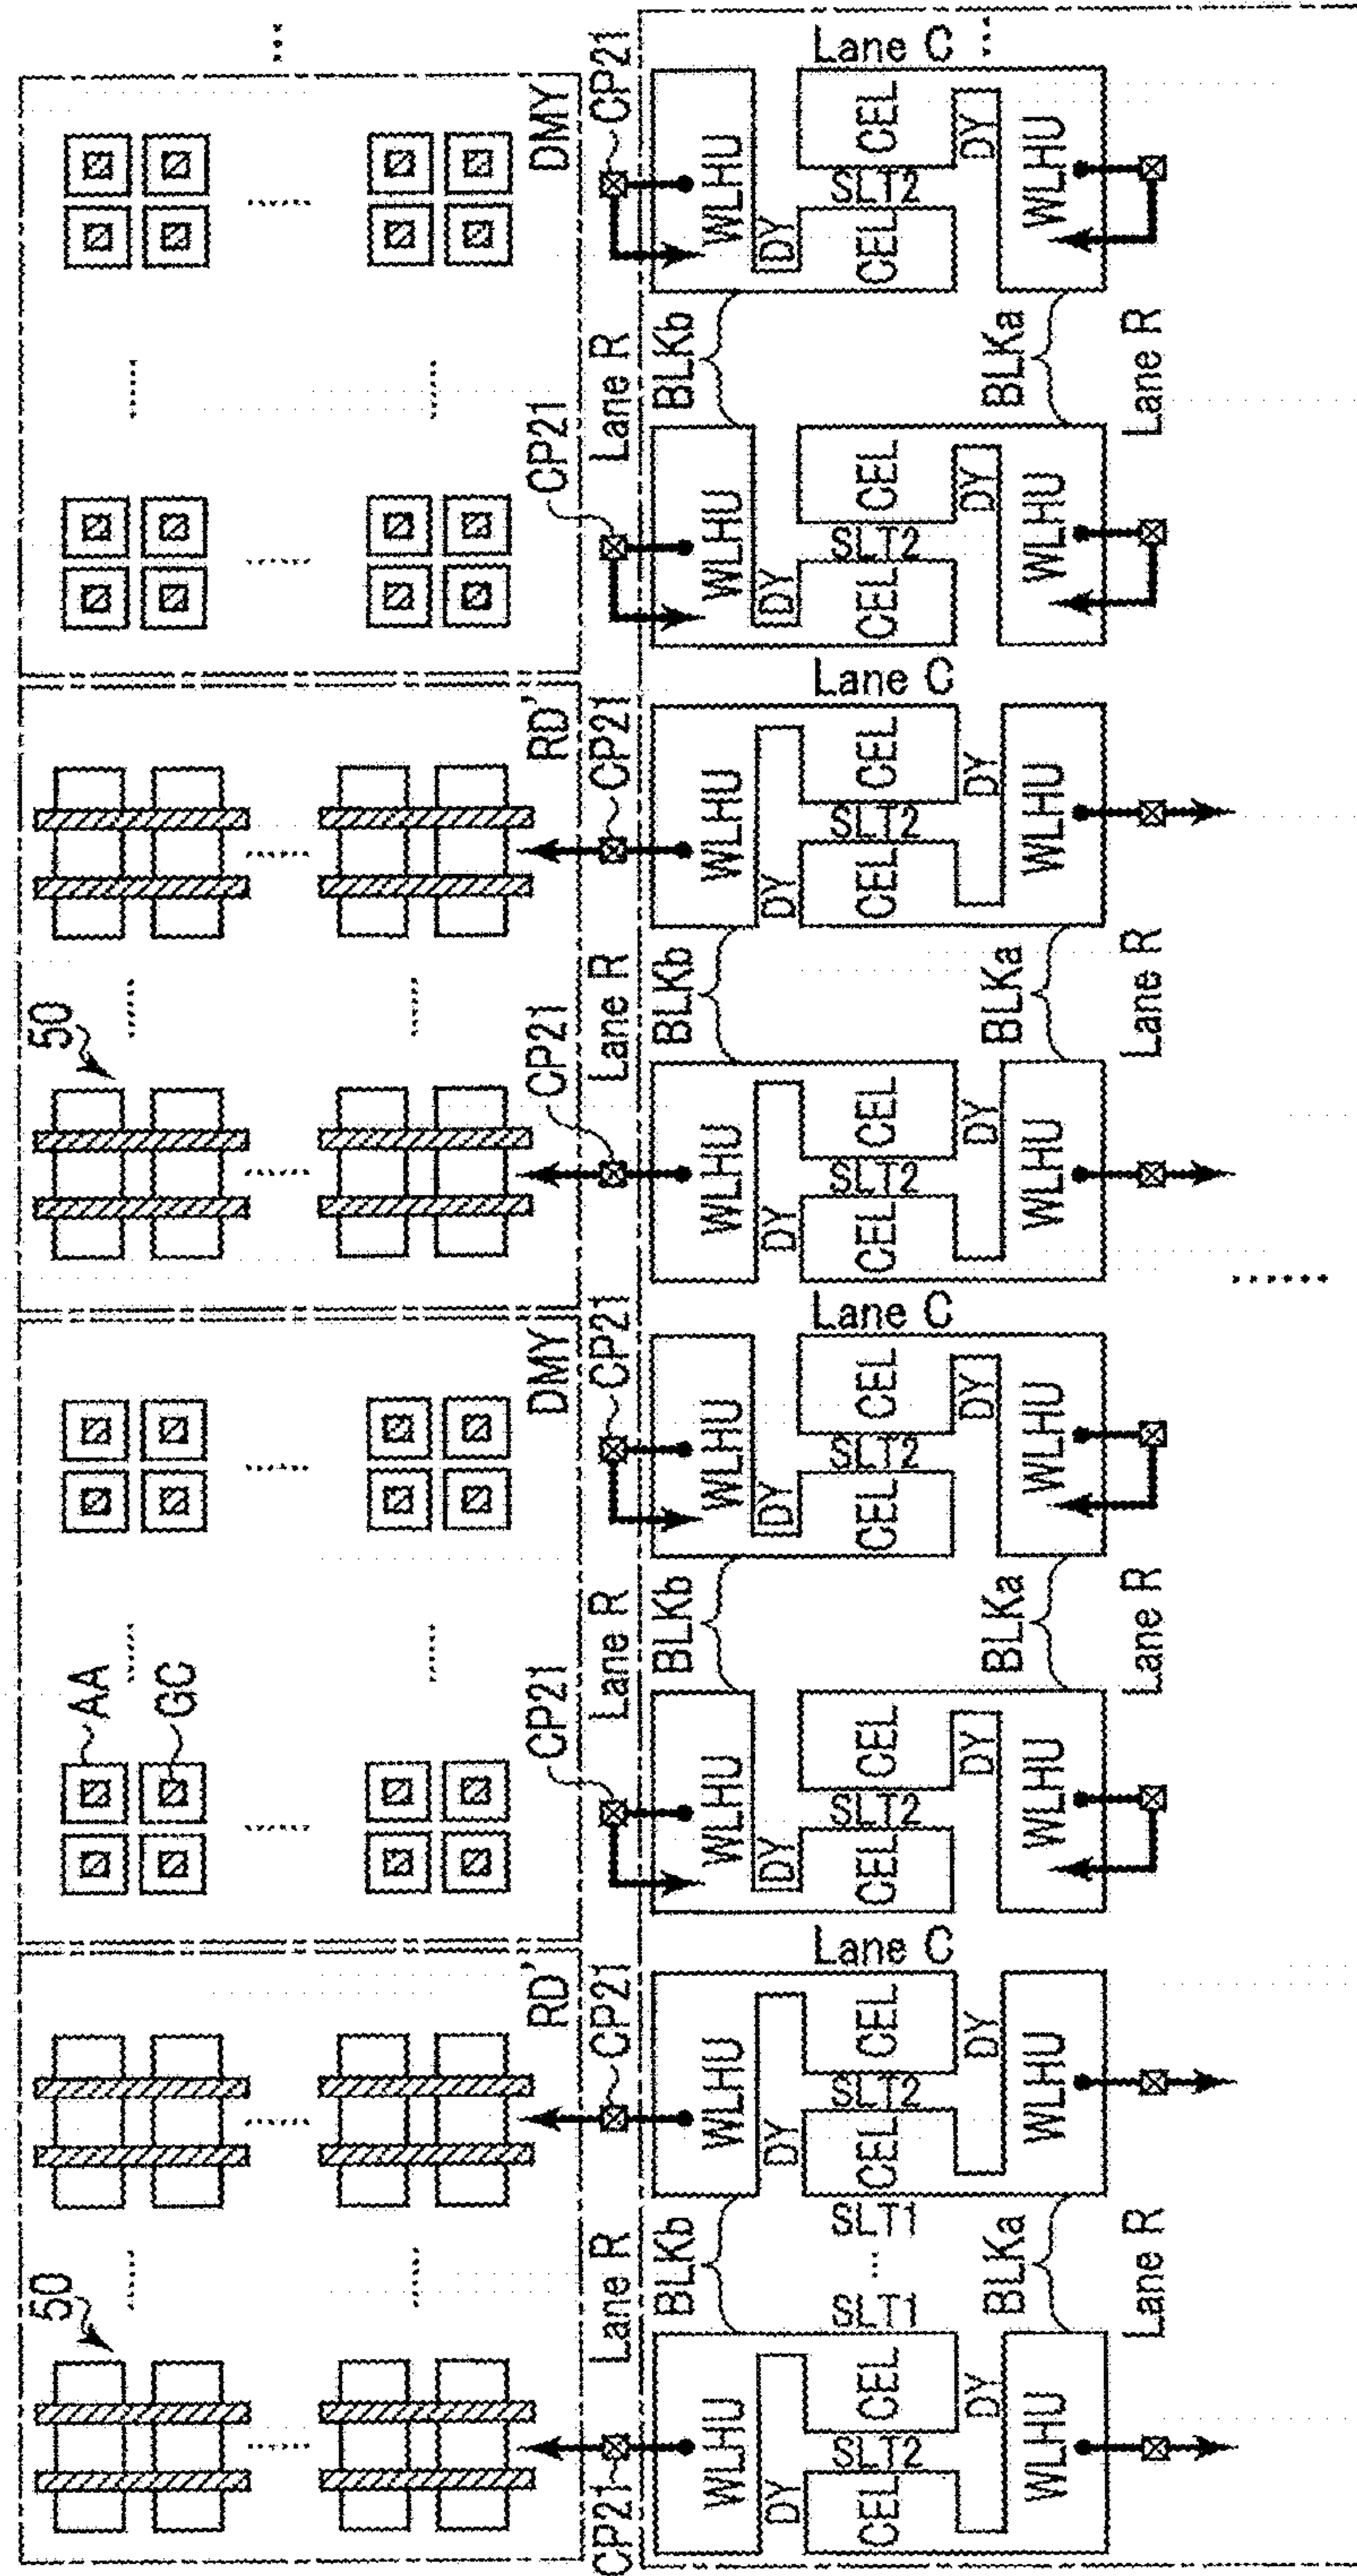 50 50
AA
GC
RD' CP21 DMY CP21 RD' CP21 DMY
CP21 Lane R CP21 Lane R CP21 Lane R CP21 Lane R CP21
BLKb BLKb BLKb BLKb
WLHU WLHU WLHU WLHU WLHU WLHU WLHU WLHU
DY DY DY DY DY DY DY DY
CEL SLT2 CEL SLT1 ... SLT1 CEL SLT2 CEL Lane C CEL SLT2 CEL CEL SLT2 CEL Lane C CEL SLT2 CEL CEL SLT2 CEL Lane C CEL SLT2 CEL CEL SLT2 CEL Lane C
DY DY DY DY DY DY DY DY
BLKa BLKa BLKa BLKa
WLHU WLHU WLHU WLHU WLHU WLHU WLHU WLHU
Lane R Lane R Lane R Lane R